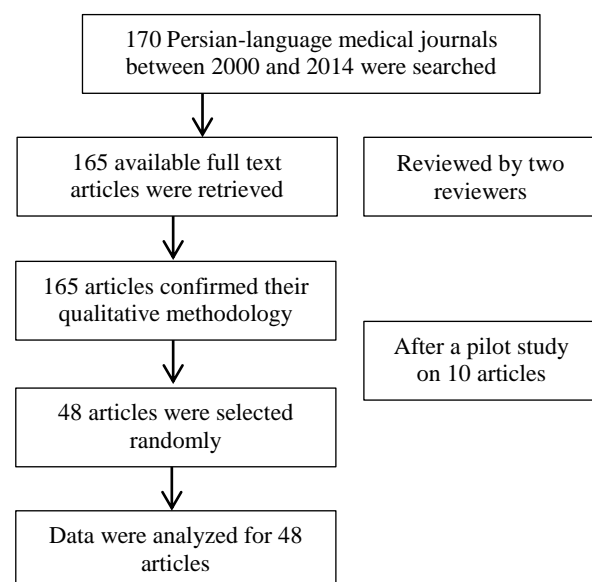 170 Persian-language medical journals
between 2000 and 2014 were searched
165 available full text
articles were retrieved
Reviewed by two
reviewers
165 articles confirmed their
qualitative methodology
After a pilot study
on 10 articles
48 articles were selected
randomly
Data were analyzed for 48
articles